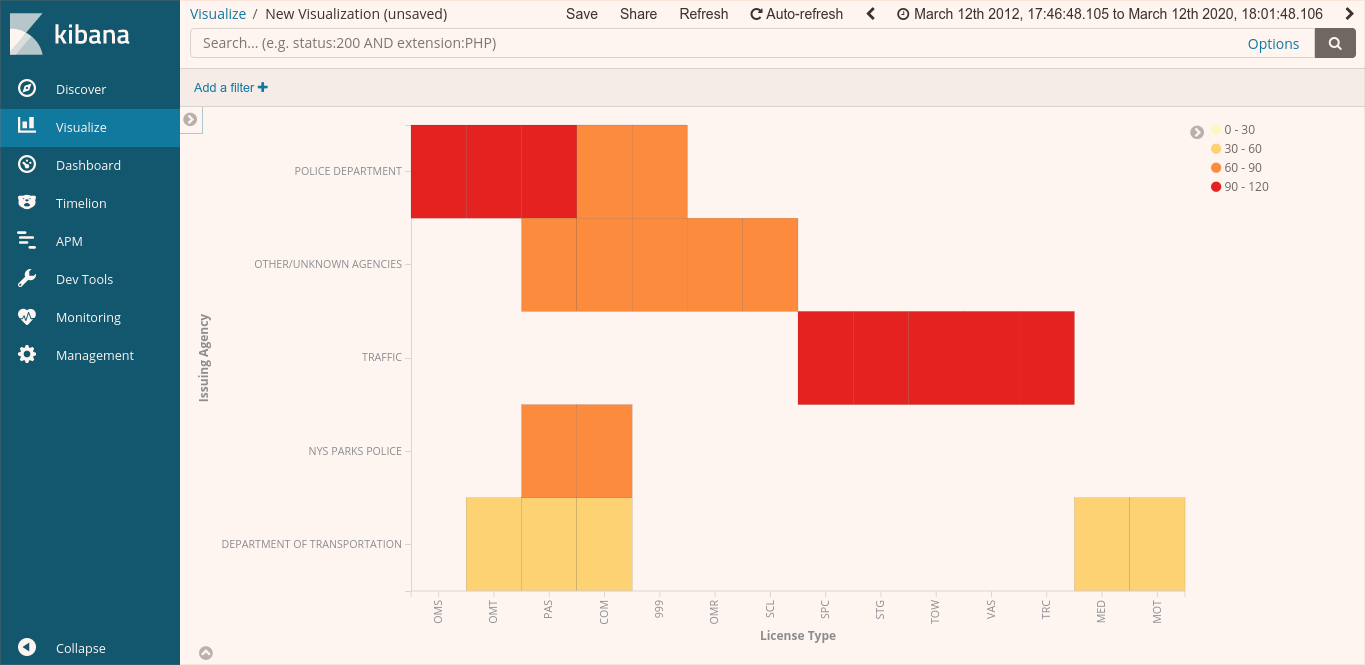 kibana
Discover
Visualize
Dashboard
Timelion
APM
Dev Tools
Monitoring
Management
Collapse
Visualize / New Visualization (unsaved)
Save Share Refresh Auto-refresh March 12th 2012, 17:46:48.105 to March 12th 2020, 18:01:48.106
Search... (e.g. status:200 AND extension:PHP)
Options
Add a filter
Issuing Agency
POLICE DEPARTMENT
OTHER/UNKNOWN AGENCIES
TRAFFIC
NYS PARKS POLICE
DEPARTMENT OF TRANSPORTATION
OMS
OMT
PAS
COM
999
OMR
SCL
SPC
STG
TOW
VAS
TRC
MED
MOT
License Type
0 - 30
30 - 60
60 - 90
90 - 120